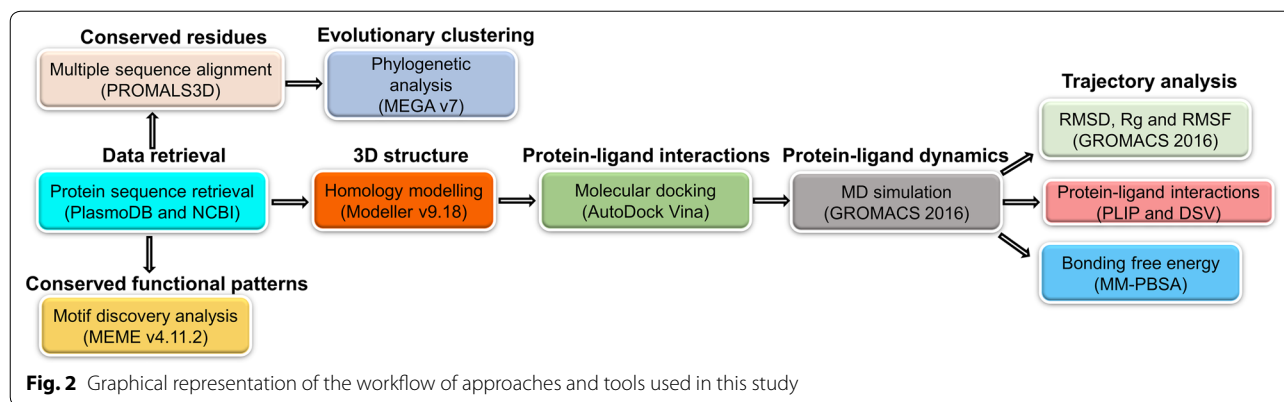 Conserved residues
Multiple sequence alignment
(PROMALS3D)
Evolutionary clustering
Phylogenetic
analysis
(MEGA v7)
Trajectory analysis
RMSD, Rg and RMSF
(GROMACS 2016)
Data retrieval
Protein sequence retrieval
(PlasmoDB and NCBI)
3D structure
Homology modelling
(Modeller v9.18)
Protein-ligand interactions
Molecular docking
(AutoDock Vina)
Protein-ligand dynamics
MD simulation
(GROMACS 2016)
Protein-ligand interactions
(PLIP and DSV)
Bonding free energy
(MM-PBSA)
Conserved functional patterns
Motif discovery analysis
(MEME v4.11.2)
Fig. 2 Graphical representation of the workflow of approaches and tools used in this study